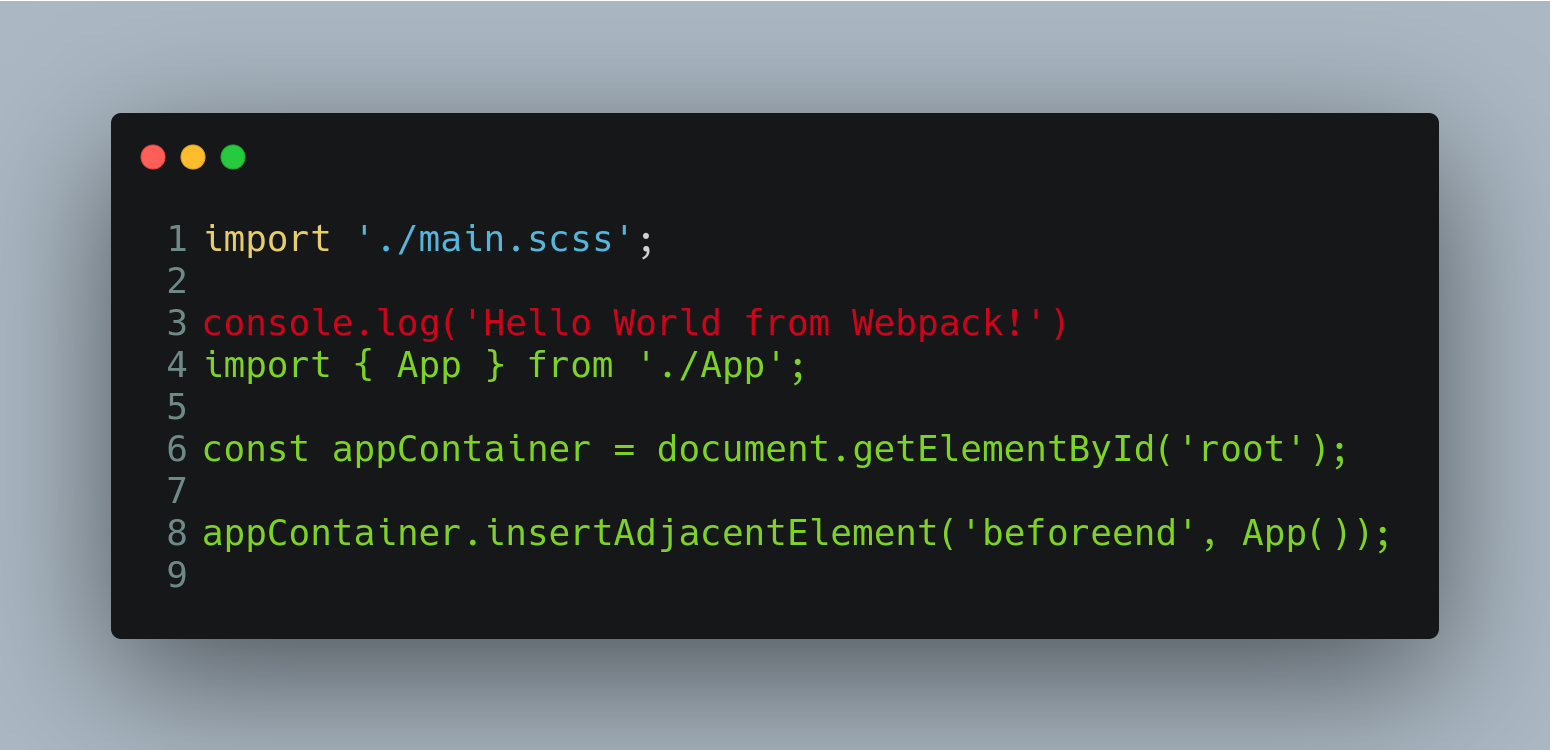 1 import './main.scss';
2
3 console.log('Hello World from Webpack!')
4 import { App } from './App';
5
6 const appContainer = document.getElementById('root');
7
8 appContainer.insertAdjacentElement('beforeend', App());
9